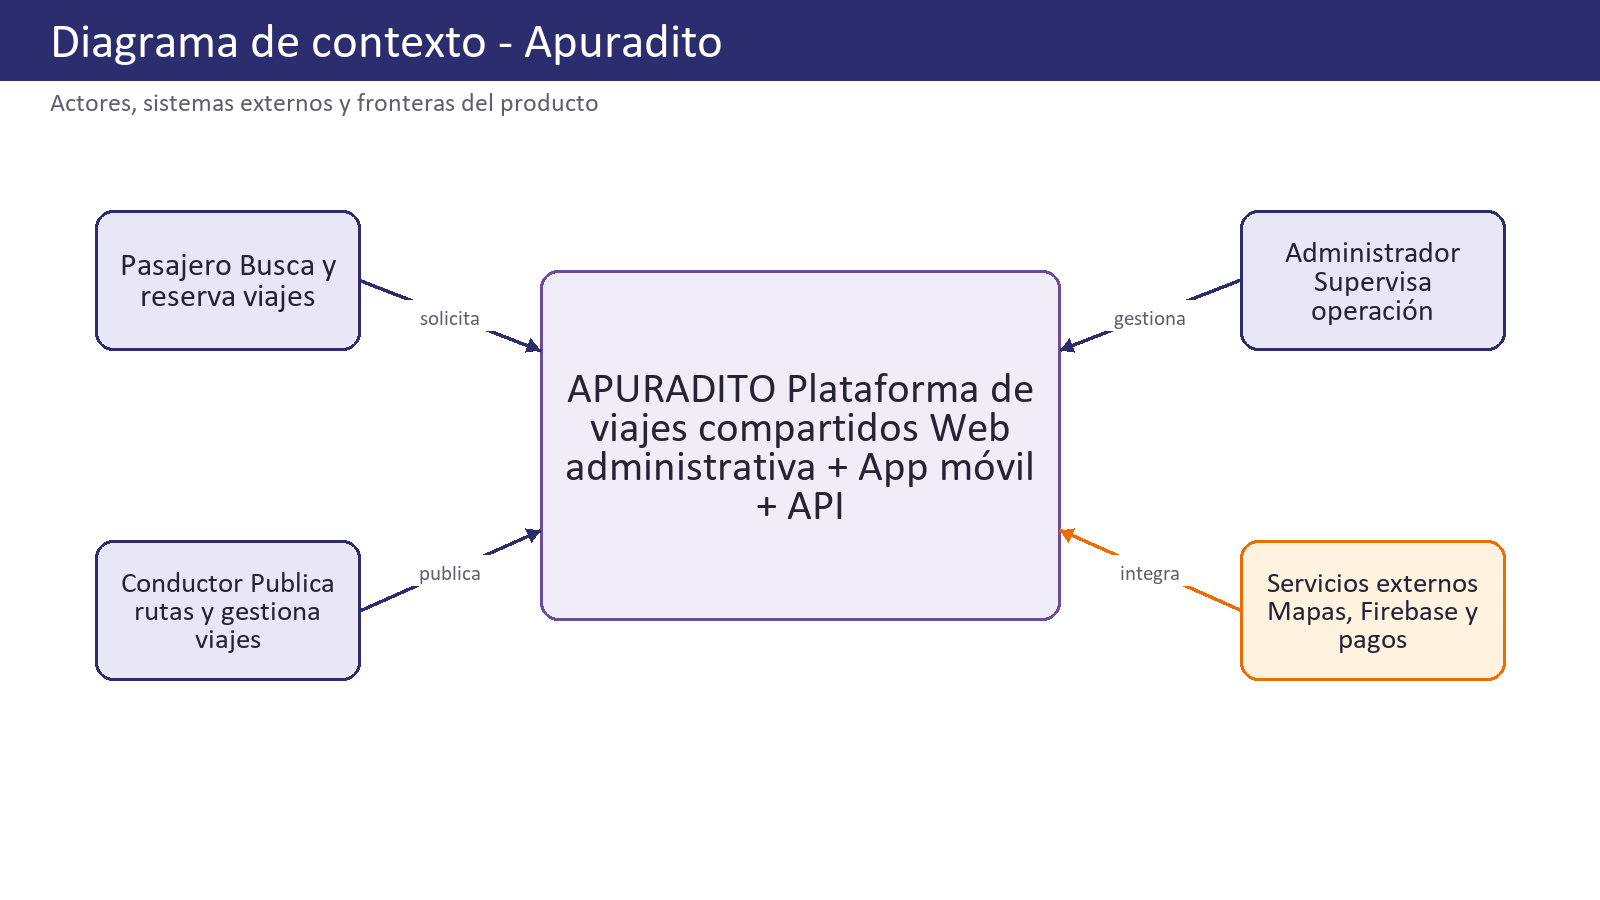 Diagrama de contexto - Apuradito
Actores, sistemas externos y fronteras del producto
Pasajero Busca y
reserva viajes
solicita
APURADITO Plataforma de
viajes compartidos Web
administrativa + App móvil
+ API
gestiona
Administrador
Supervisa
operación
Conductor Publica
rutas y gestiona
viajes
publica
integra
Servicios externos
Mapas, Firebase y
pagos